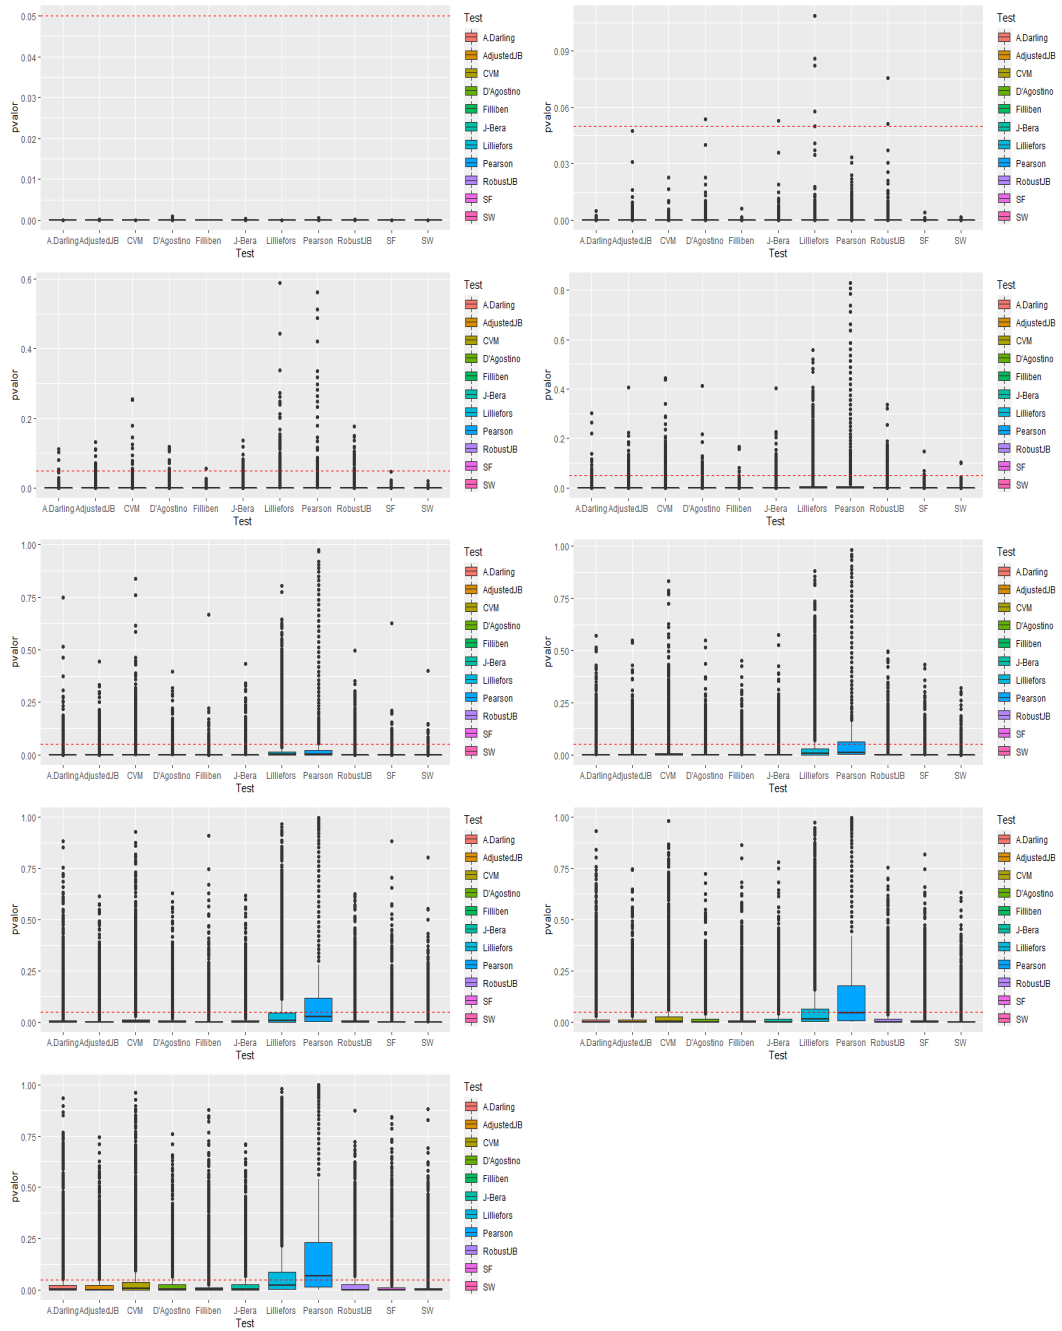 0.05
0.04
0.03
0.02
0.01
0.00
pvalor
A.Darling AdjustedJB CVM D'Agostino Filliben J-Bera Lilliefors Pearson RobustJB SF SW
Test
Test
A.Darling
AdjustedJB
CVM
D'Agostino
Filliben
J-Bera
Lilliefors
Pearson
RobustJB
SF
SW
0.09
0.06
0.03
0.00
pvalor
A.Darling AdjustedJB CVM D'Agostino Filliben J-Bera Lilliefors Pearson RobustJB SF SW
Test
Test
A.Darling
AdjustedJB
CVM
D'Agostino
Filliben
J-Bera
Lilliefors
Pearson
RobustJB
SF
SW
0.6
0.4
0.2
0.0
pvalor
A.Darling AdjustedJB CVM D'Agostino Filliben J-Bera Lilliefors Pearson RobustJB SF SW
Test
Test
A.Darling
AdjustedJB
CVM
D'Agostino
Filliben
J-Bera
Lilliefors
Pearson
RobustJB
SF
SW
0.8
0.6
0.4
0.2
0.0
pvalor
A.Darling AdjustedJB CVM D'Agostino Filliben J-Bera Lilliefors Pearson RobustJB SF SW
Test
Test
A.Darling
AdjustedJB
CVM
D'Agostino
Filliben
J-Bera
Lilliefors
Pearson
RobustJB
SF
SW
1.00
0.75
0.50
0.25
0.00
pvalor
A.Darling AdjustedJB CVM D'Agostino Filliben J-Bera Lilliefors Pearson RobustJB SF SW
Test
Test
A.Darling
AdjustedJB
CVM
D'Agostino
Filliben
J-Bera
Lilliefors
Pearson
RobustJB
SF
SW
1.00
0.75
0.50
0.25
0.00
pvalor
A.Darling AdjustedJB CVM D'Agostino Filliben J-Bera Lilliefors Pearson RobustJB SF SW
Test
Test
A.Darling
AdjustedJB
CVM
D'Agostino
Filliben
J-Bera
Lilliefors
Pearson
RobustJB
SF
SW
1.00
0.75
0.50
0.25
0.00
pvalor
A.Darling AdjustedJB CVM D'Agostino Filliben J-Bera Lilliefors Pearson RobustJB SF SW
Test
Test
A.Darling
AdjustedJB
CVM
D'Agostino
Filliben
J-Bera
Lilliefors
Pearson
RobustJB
SF
SW
1.00
0.75
0.50
0.25
0.00
pvalor
A.Darling AdjustedJB CVM D'Agostino Filliben J-Bera Lilliefors Pearson RobustJB SF SW
Test
Test
A.Darling
AdjustedJB
CVM
D'Agostino
Filliben
J-Bera
Lilliefors
Pearson
RobustJB
SF
SW
1.00
0.75
0.50
0.25
0.00
pvalor
A.Darling AdjustedJB CVM D'Agostino Filliben J-Bera Lilliefors Pearson RobustJB SF SW
Test
Test
A.Darling
AdjustedJB
CVM
D'Agostino
Filliben
J-Bera
Lilliefors
Pearson
RobustJB
SF
SW